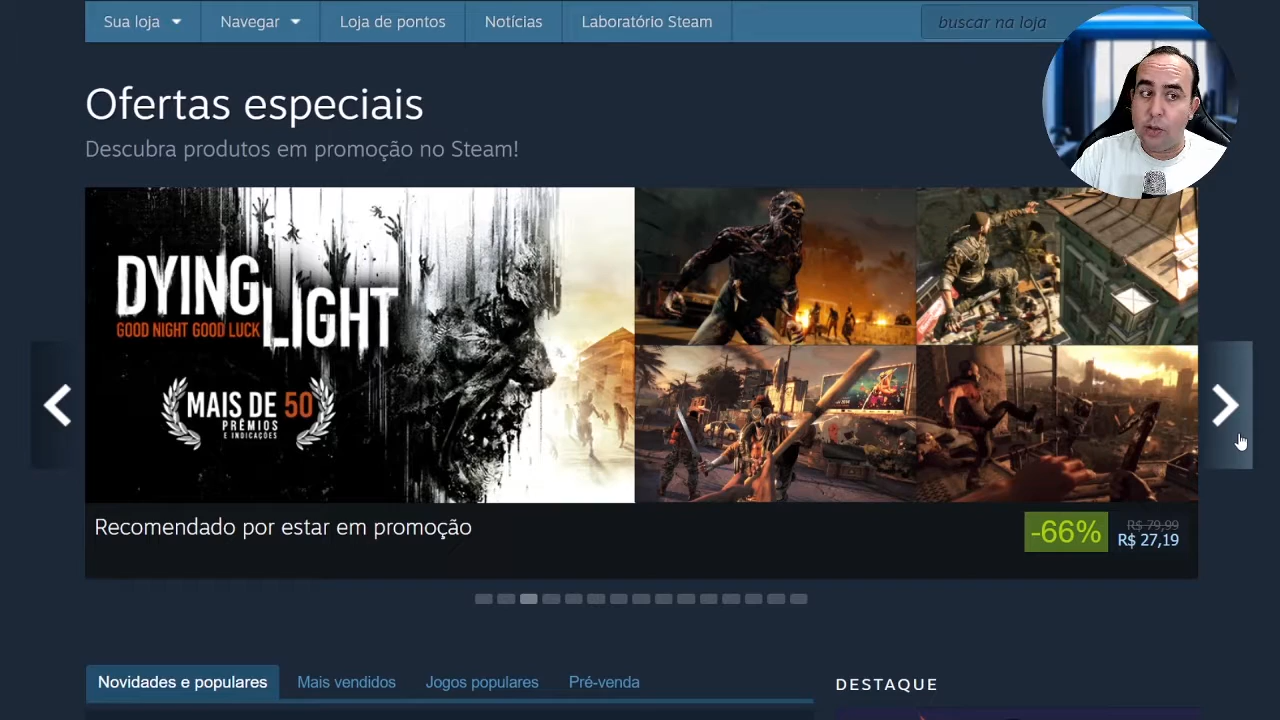 Sua loja
Navegar
Loja de pontos
Notícias
Laboratório Steam
buscar na loja
Ofertas especiais
Descubra produtos em promoção no Steam!
DYING
LIGHT
GOOD NIGHT GOOD LUCK
MAIS DE 50
PRÊMIOS
E INDICAÇÕES
Recomendado por estar em promoção
-66%
R$ 79,99
R$ 27,19
Novidades e populares
Mais vendidos
Jogos populares
Pré-venda
DESTAQUE